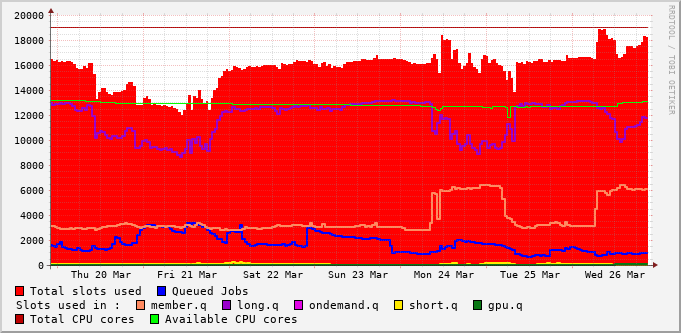 20000
18000
16000
14000
12000
10000
8000
6000
4000
2000
0
Thu 20 Mar Fri 21 Mar Sat 22 Mar Sun 23 Mar Mon 24 Mar Tue 25 Mar Wed 26 Mar
Total slots used Queued Jobs
Slots used in : member.q long.q ondemand.q short.q gpu.q
Total CPU cores Available CPU cores
RRDTOOL / TOBI OETIKER